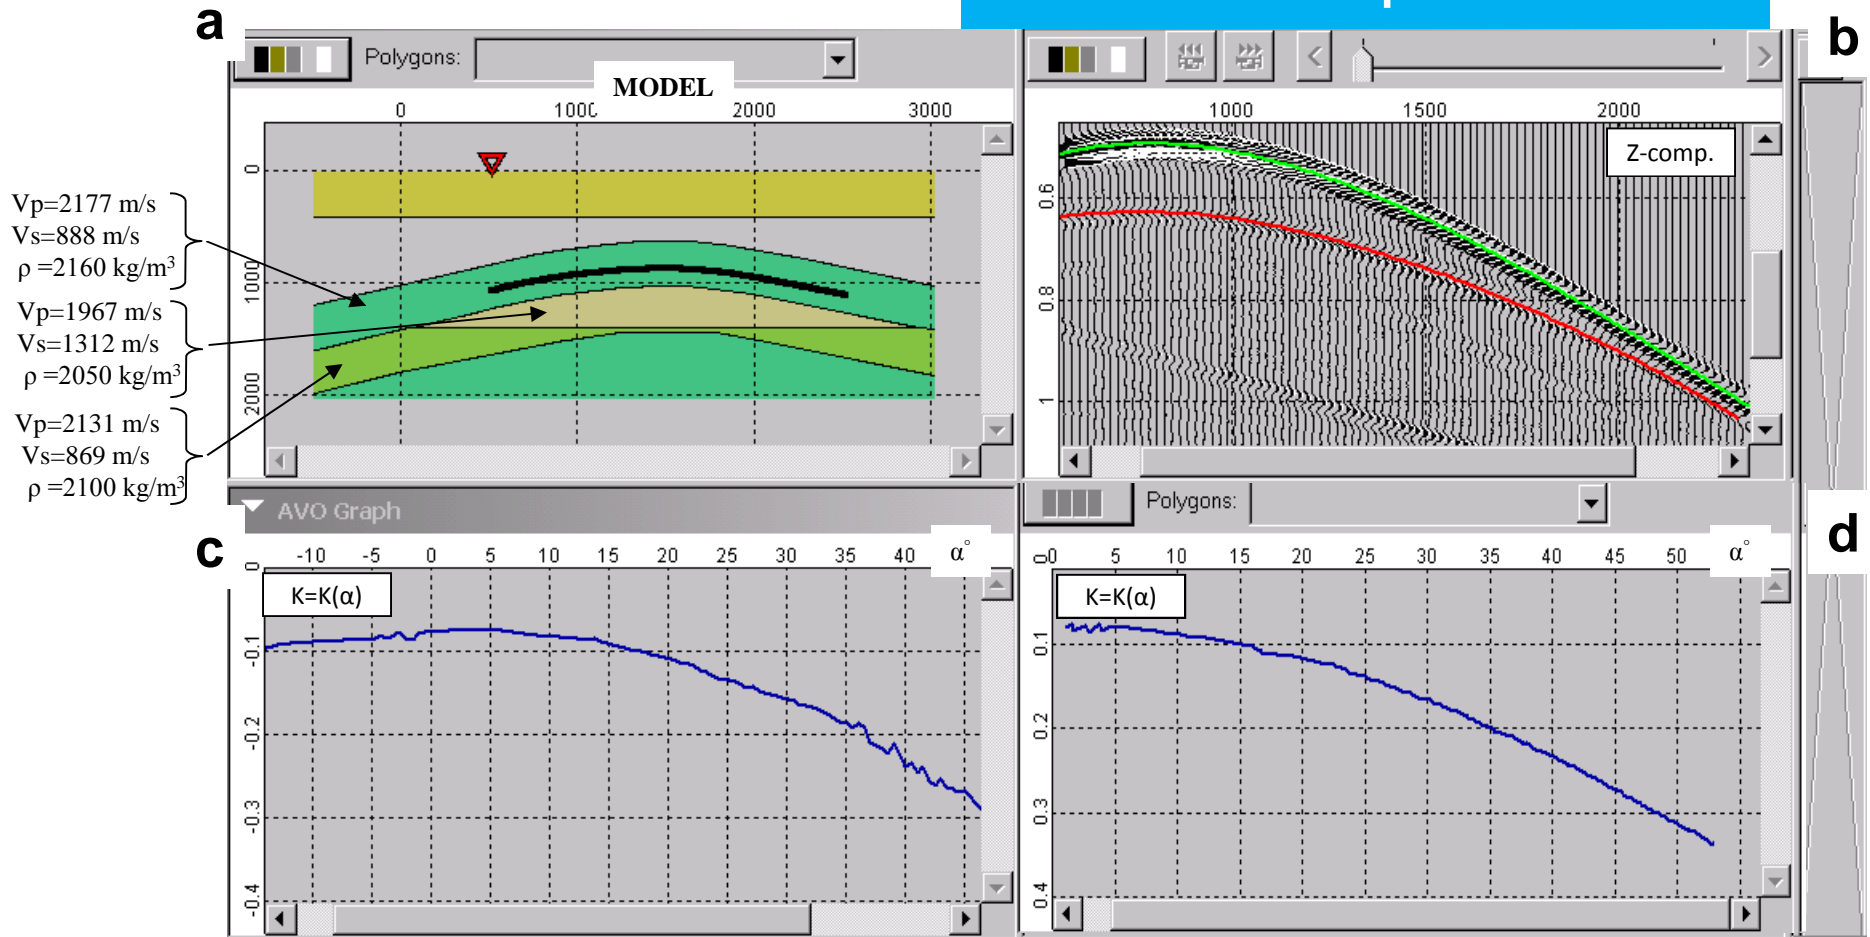 a
b
Polygons:
MODEL
0 1000 2000 3000
0
1000
2000
Vp=2177 m/s
Vs=888 m/s
ρ =2160 kg/m³
Vp=1967 m/s
Vs=1312 m/s
ρ =2050 kg/m³
Vp=2131 m/s
Vs=869 m/s
ρ =2100 kg/m³
1000 1500 2000
Z-comp.
0.6
0.8
1
AVO Graph
c
-10 -5 0 5 10 15 20 25 30 35 40 α°
K=K(α)
0
-0.1
-0.2
-0.3
-0.4
Polygons:
d
0 5 10 15 20 25 30 35 40 45 50 α°
K=K(α)
0
0.1
0.2
0.3
0.4